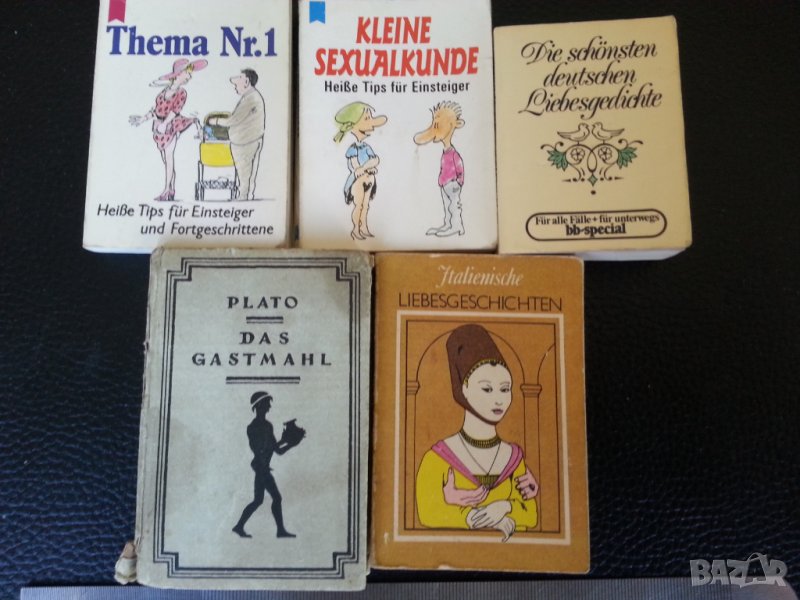 Thema Nr.1
Heiße Tips für Einsteiger
und Fortgeschrittene
KLEINE
SEXUALKUNDE
Heiße Tips für Einsteiger
Die schönsten
deutschen
Liebesgedichte
Für alle Fälle + für unterwegs
bb-special
PLATO
DAS
GASTMAHL
Italienische
LIEBESGESCHICHTEN
BAZAR